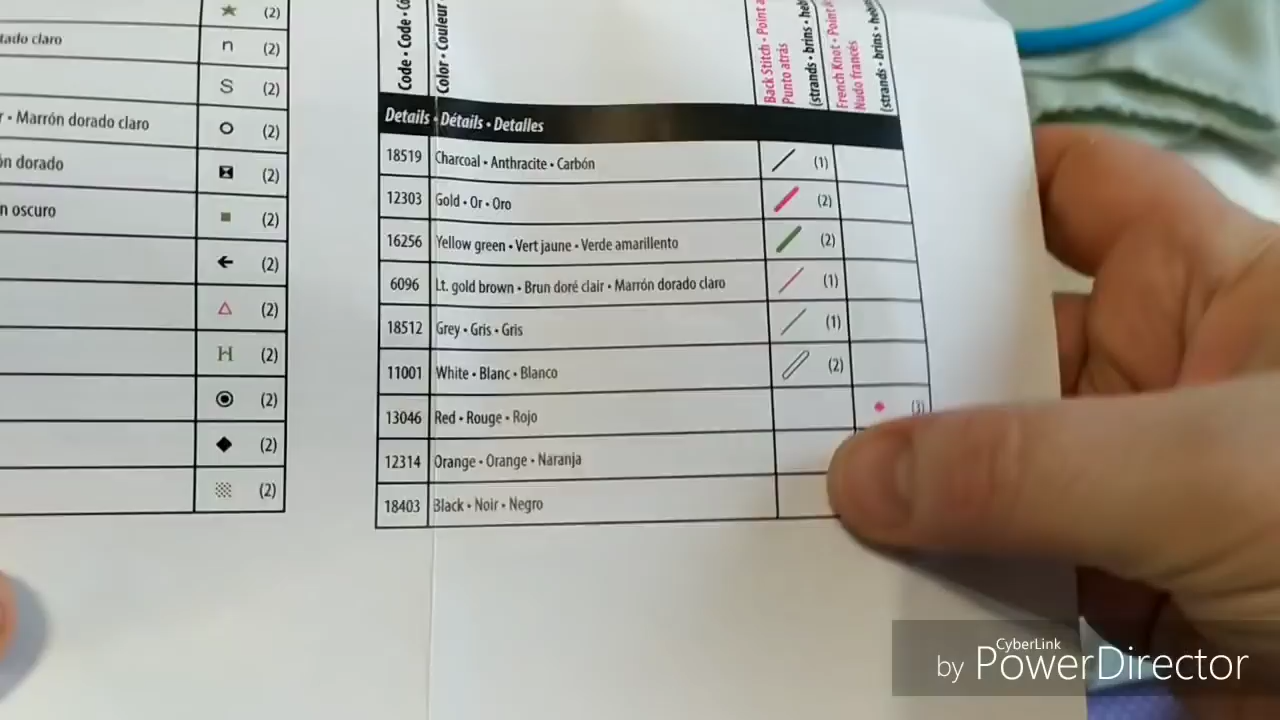 (2)
tado claro n (2)
S (2)
r • Marrón dorado claro (2)
ón dorado (2)
n oscuro (2)
(2)
(2)
H (2)
(2)
(2)
(2)
Code • Code •
Color • Couleur •
Back Stitch • Point
Punto atrás
(strands • brins •
French Knot • Point
Nudo francés
(strands • brins •
Details • Détails • Detalles
18519 Charcoal • Anthracite • Carbón (1)
12303 Gold • Or • Oro (2)
16256 Yellow green • Vert jaune • Verde amarillento (2)
6096 Lt. gold brown • Brun doré clair • Marrón dorado claro (1)
18512 Grey • Gris • Gris (1)
11001 White • Blanc • Blanco (2)
13046 Red • Rouge • Rojo (3)
12314 Orange • Orange • Naranja
18403 Black • Noir • Negro
by CyberLink PowerDirector